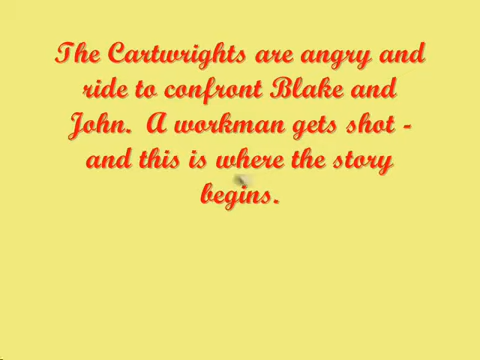 The Cartwrights are angry and
ride to confront Blake and
John. A workman gets shot -
and this is where the story
begins.